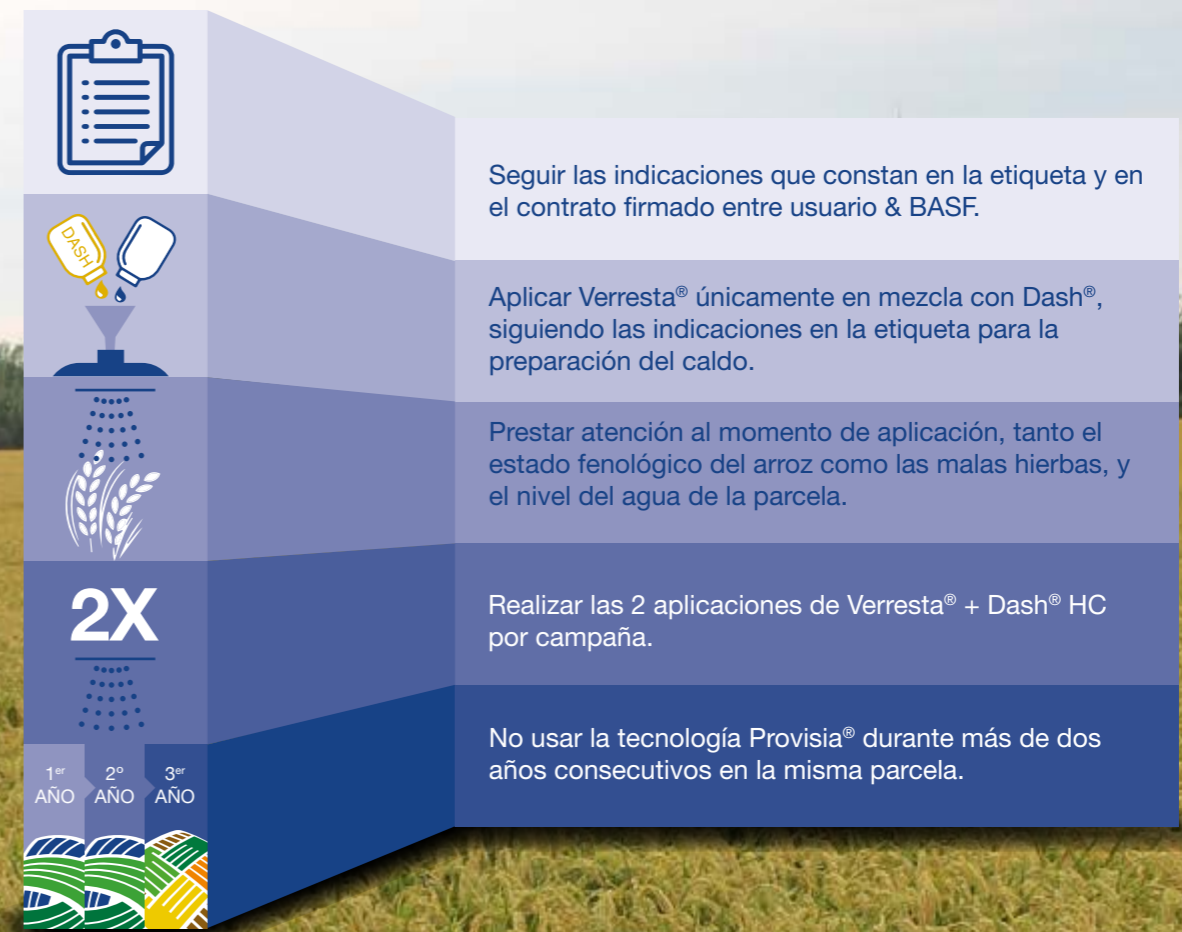 Seguir las indicaciones que constan en la etiqueta y en
el contrato firmado entre usuario & BASF.
DASH
Aplicar Verresta® únicamente en mezcla con Dash®,
siguiendo las indicaciones en la etiqueta para la
preparación del caldo.
Prestar atención al momento de aplicación, tanto el
estado fenológico del arroz como las malas hierbas, y
el nivel del agua de la parcela.
2X
Realizar las 2 aplicaciones de Verresta® + Dash® HC
por campaña.
1er AÑO
2º AÑO
3er AÑO
No usar la tecnología Provisia® durante más de dos
años consecutivos en la misma parcela.